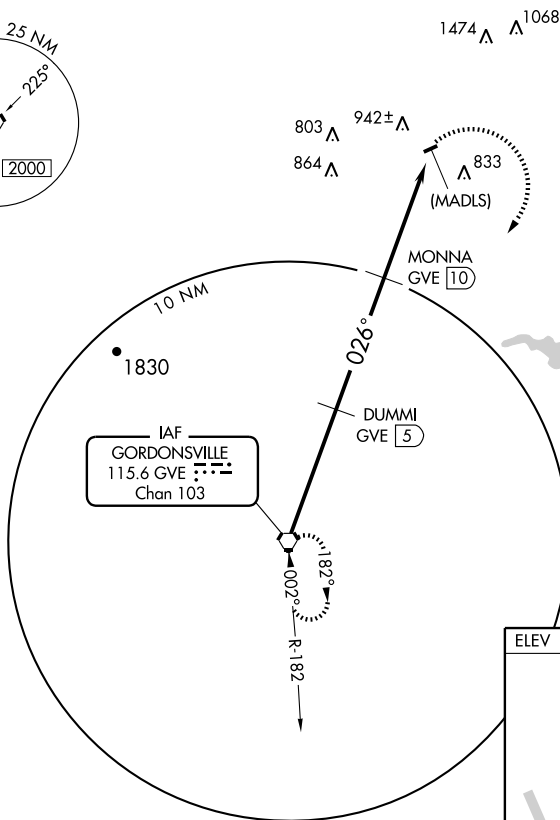 25 NM
225°
2000
1474
1068
803
942±
864
833
(MADLS)
MONNA
GVE 10
10 NM
1830
026°
DUMMI
GVE 5
IAF
GORDONSVILLE
115.6 GVE
Chan 103
182°
002°
R-182
ELEV